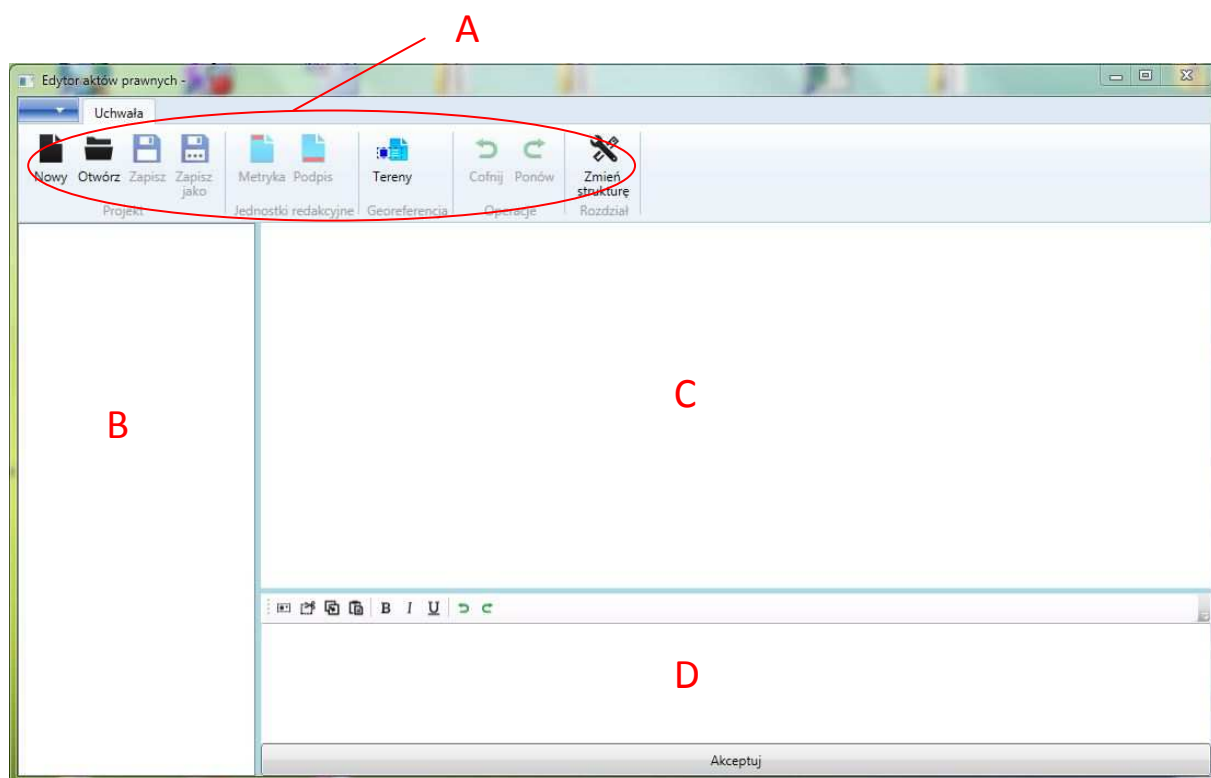 A
Edytor aktów prawnych -
Uchwała
Nowy Otwórz Zapisz Zapisz jako Metryka Podpis Tereny Cofnij Ponów Zmień strukturę
Projekt Jednostki redakcyjne Georeferencja Operacje Rozdział
B
C
B I U
D
Akceptuj